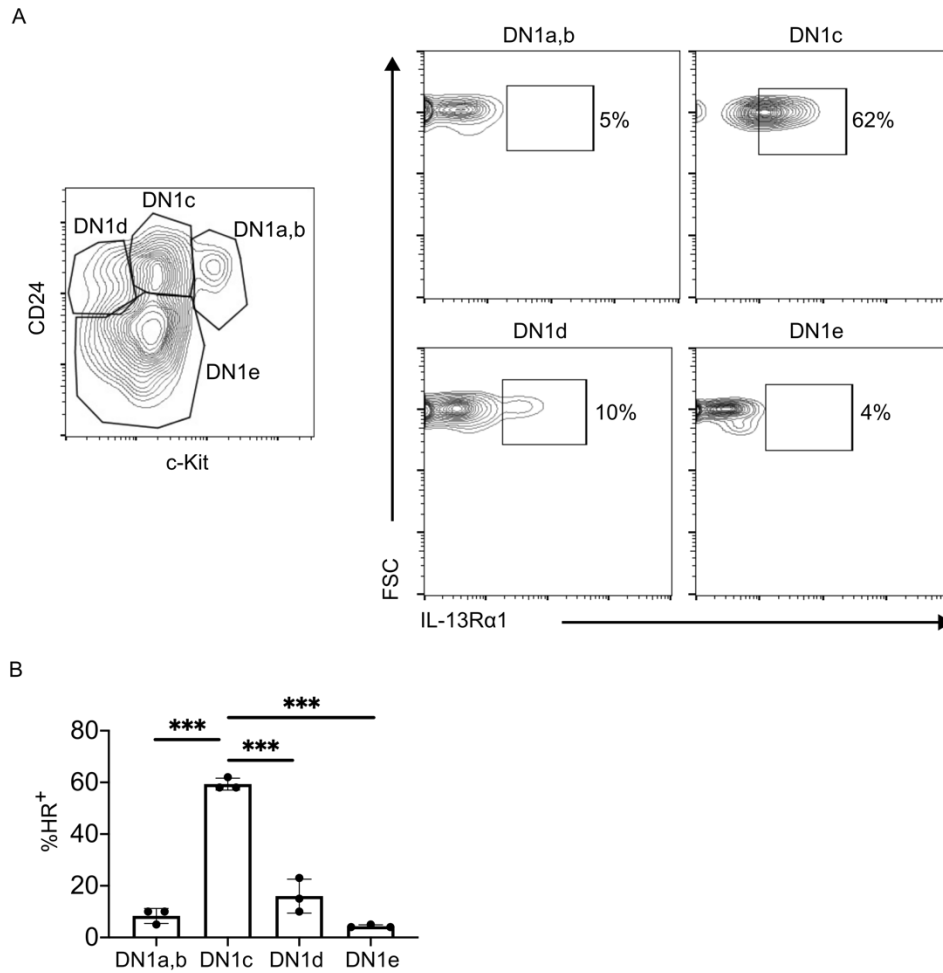 A
DN1a,b
DN1c
5%
62%
DN1c
DN1d
DN1a,b
CD24
DN1e
c-Kit
DN1d
DN1e
10%
4%
FSC
IL-13Rα1
B
***
***
***
80
60
40
20
0
%HR⁺
DN1a,b
DN1c
DN1d
DN1e